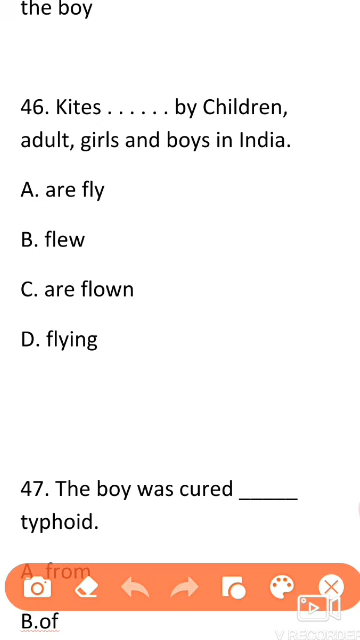 the boy
46. Kites . . . . . . by Children,
adult, girls and boys in India.
A. are fly
B. flew
C. are flown
D. flying
47. The boy was cured _____
typhoid.
A. from
B.of
V RECORDER